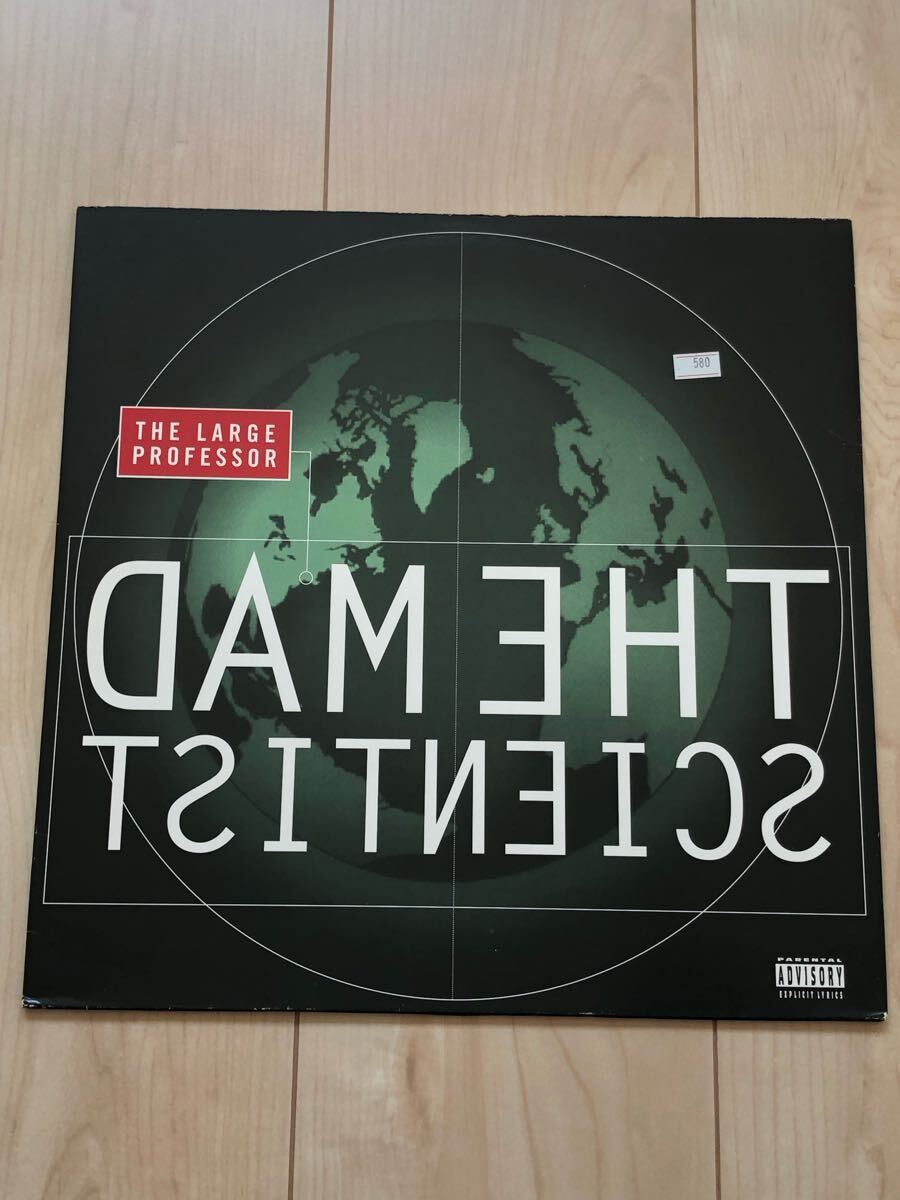 580
THE LARGE
PROFESSOR
THE MAD
SCIENTIST
PARENTAL
ADVISORY
EXPLICIT LYRICS